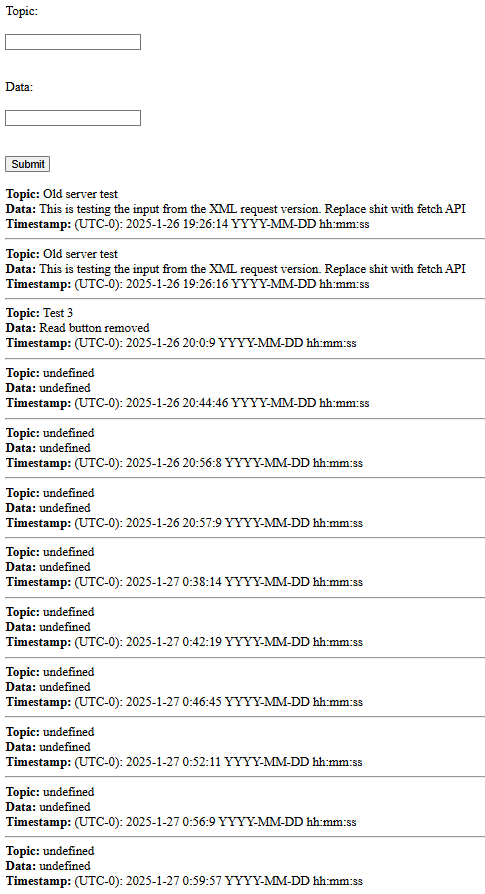 Topic:
Data:
Submit
Topic: Old server test
Data: This is testing the input from the XML request version. Replace shit with fetch API
Timestamp: (UTC-0): 2025-1-26 19:26:14 YYYY-MM-DD hh:mm:ss
Topic: Old server test
Data: This is testing the input from the XML request version. Replace shit with fetch API
Timestamp: (UTC-0): 2025-1-26 19:26:16 YYYY-MM-DD hh:mm:ss
Topic: Test 3
Data: Read button removed
Timestamp: (UTC-0): 2025-1-26 20:0:9 YYYY-MM-DD hh:mm:ss
Topic: undefined
Data: undefined
Timestamp: (UTC-0): 2025-1-26 20:44:46 YYYY-MM-DD hh:mm:ss
Topic: undefined
Data: undefined
Timestamp: (UTC-0): 2025-1-26 20:56:8 YYYY-MM-DD hh:mm:ss
Topic: undefined
Data: undefined
Timestamp: (UTC-0): 2025-1-26 20:57:9 YYYY-MM-DD hh:mm:ss
Topic: undefined
Data: undefined
Timestamp: (UTC-0): 2025-1-27 0:38:14 YYYY-MM-DD hh:mm:ss
Topic: undefined
Data: undefined
Timestamp: (UTC-0): 2025-1-27 0:42:19 YYYY-MM-DD hh:mm:ss
Topic: undefined
Data: undefined
Timestamp: (UTC-0): 2025-1-27 0:46:45 YYYY-MM-DD hh:mm:ss
Topic: undefined
Data: undefined
Timestamp: (UTC-0): 2025-1-27 0:52:11 YYYY-MM-DD hh:mm:ss
Topic: undefined
Data: undefined
Timestamp: (UTC-0): 2025-1-27 0:56:9 YYYY-MM-DD hh:mm:ss
Topic: undefined
Data: undefined
Timestamp: (UTC-0): 2025-1-27 0:59:57 YYYY-MM-DD hh:mm:ss